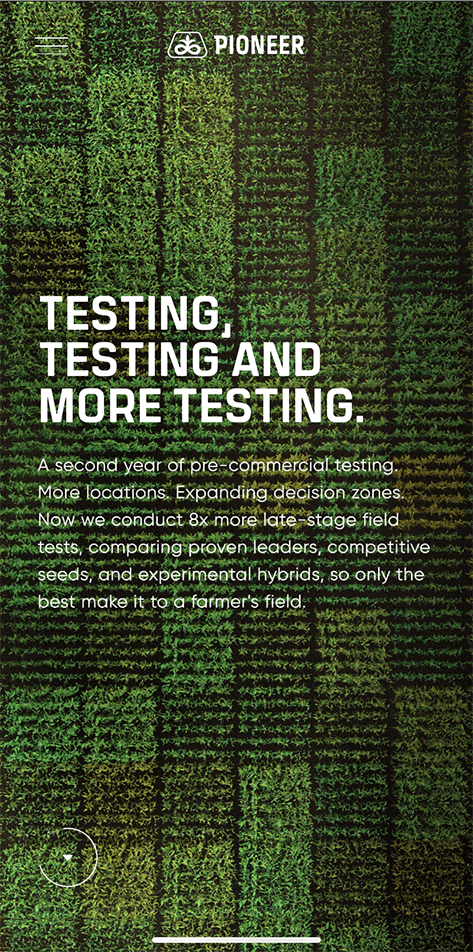 PIONEER
TESTING,
TESTING AND
MORE TESTING.
A second year of pre-commercial testing.
More locations. Expanding decision zones.
Now we conduct 8x more late-stage field
tests, comparing proven leaders, competitive
seeds, and experimental hybrids, so only the
best make it to a farmer's field.